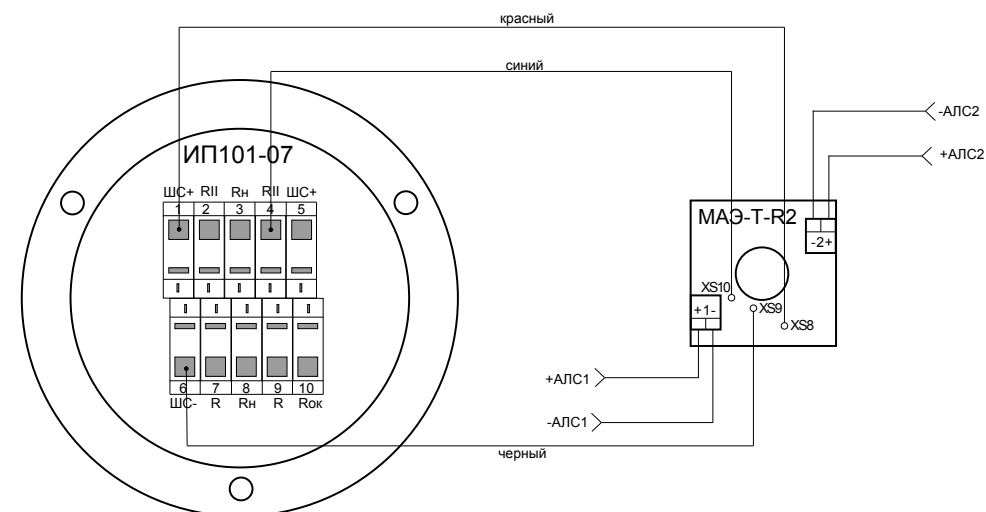 красный
синий
-АЛС2
+АЛС2
ИП101-07
ШС+ RII Rн RII ШС+
1 2 3 4 5
МАЭ-Т-R2
-2+
XS10
+1-
XS9
XS8
6 7 8 9 10
ШС- R Rн R Rок
+АЛС1
-АЛС1
черный